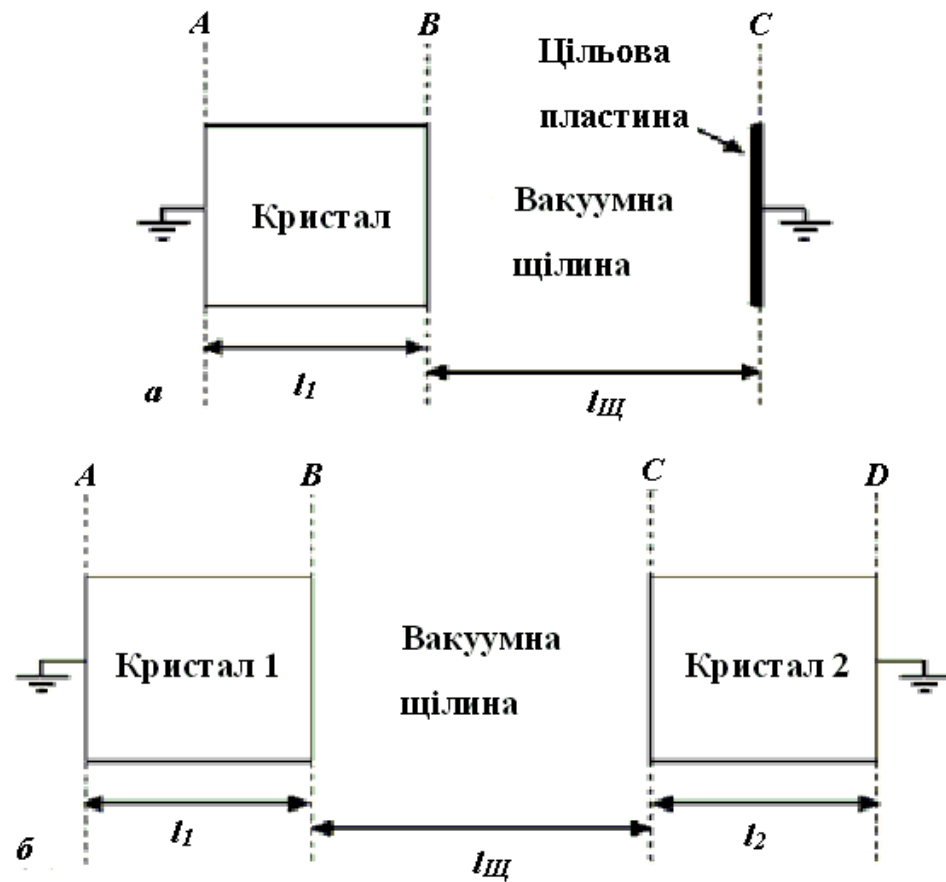 A B C
Цільова
пластина
Кристал
Вакуумна
щілина
l1
lЩ
а
A B C D
Кристал 1
Вакуумна
щілина
Кристал 2
l1
lЩ
l2
б